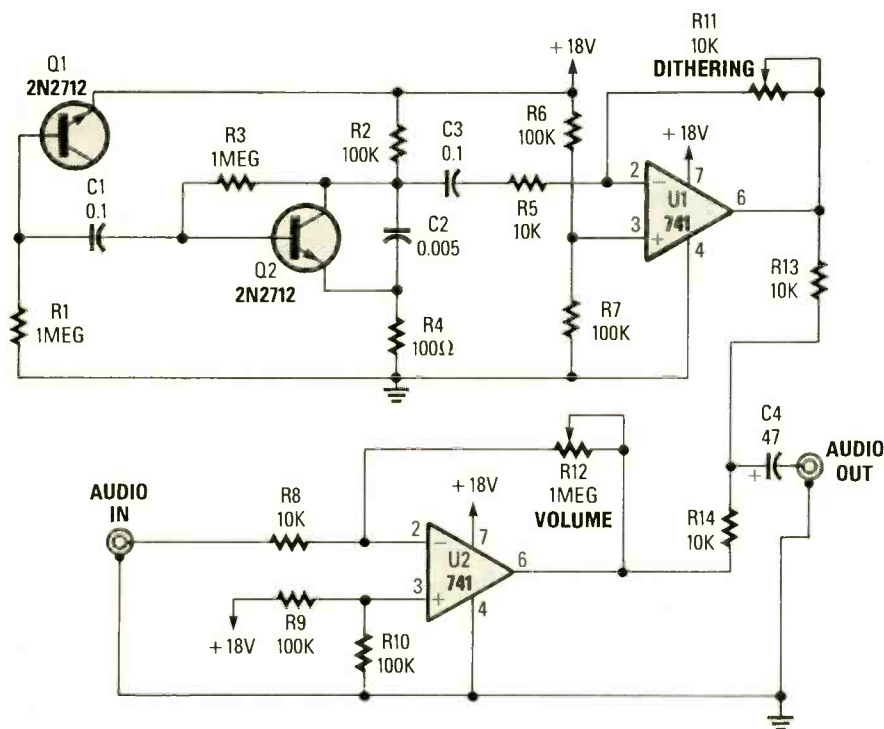 Q1
2N2712
R3
1MEG
C1
0.1
R1
1MEG
Q2
2N2712
R2
100K
C2
0.005
R4
100Ω
C3
0.1
R5
10K
+18V
R6
100K
R7
100K
R11
10K
DITHERING
+18V
2
-
3
+
7
U1
741
4
6
R13
10K
C4
47
+
AUDIO
OUT
R14
10K
AUDIO
IN
R8
10K
+18V
R9
100K
R10
100K
+18V
2
-
3
+
7
U2
741
4
6
R12
1MEG
VOLUME